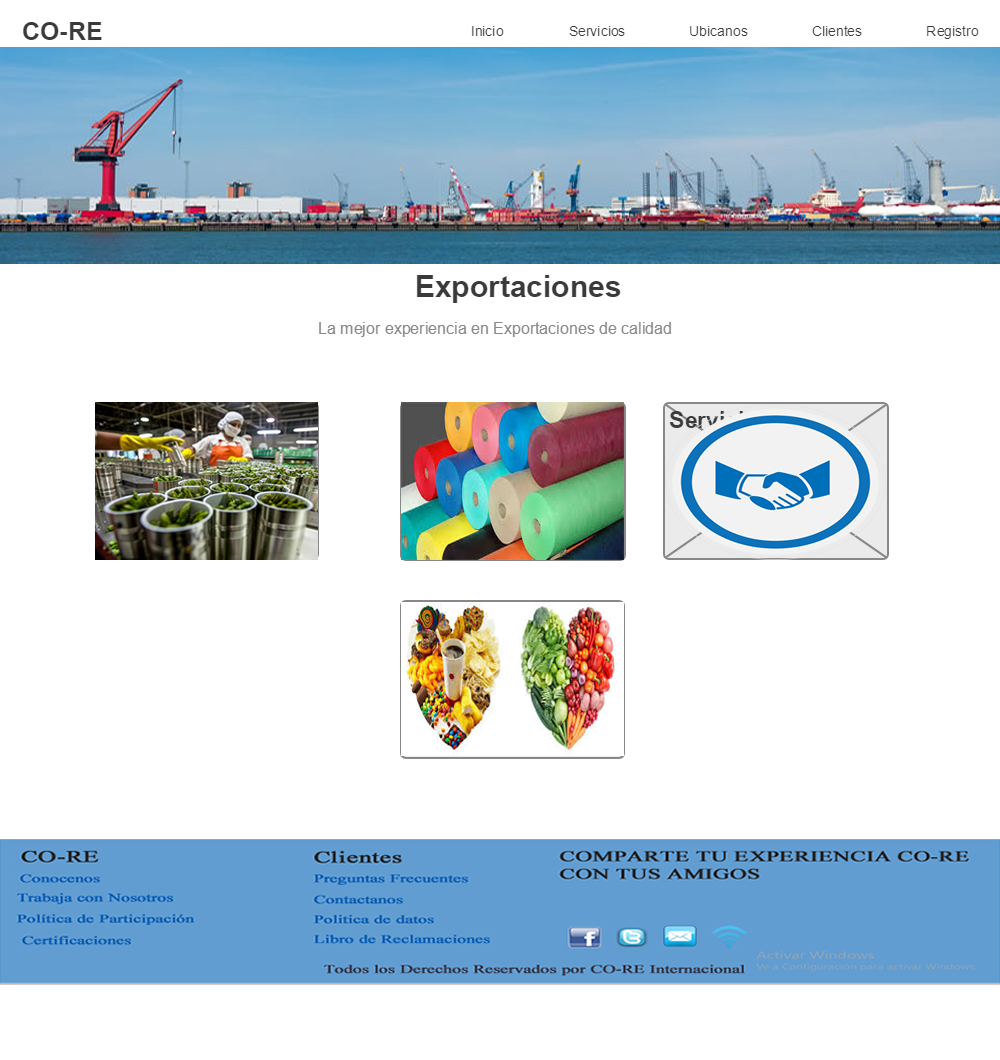 CO-RE
Inicio
Servicios
Ubicanos
Clientes
Registro
Exportaciones
La mejor experiencia en Exportaciones de calidad
CO-RE
Conocenos
Trabaja con Nosotros
Política de Participación
Certificaciones
Clientes
Preguntas Frecuentes
Contactanos
Politica de datos
Libro de Reclamaciones
COMPARTE TU EXPERIENCIA CO-RE
CON TUS AMIGOS
Todos los Derechos Reservados por CO-RE Internacional
Activar Windows
Ve a Configuración para activar Windows.